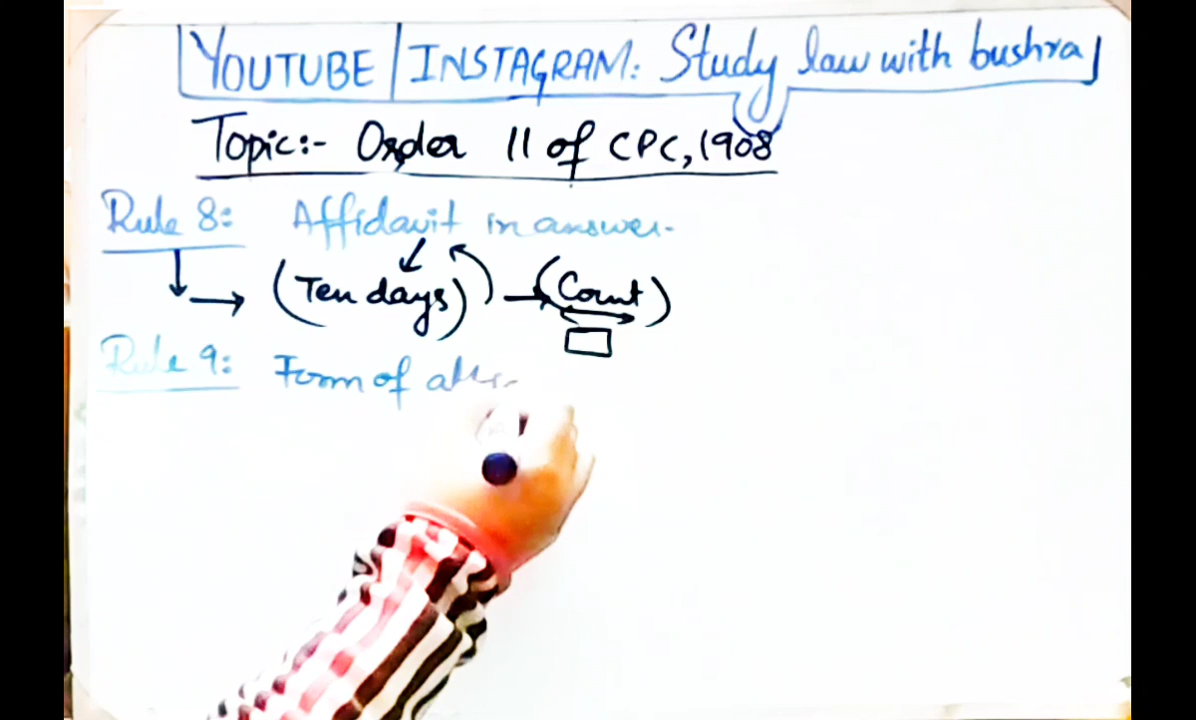 YOUTUBE | INSTAGRAM: Study law with bushra
Topic:- Order 11 of CPC, 1908
Rule 8: Affidavit in answer.
→ (Ten days) → (Court)
Rule 9: Form of